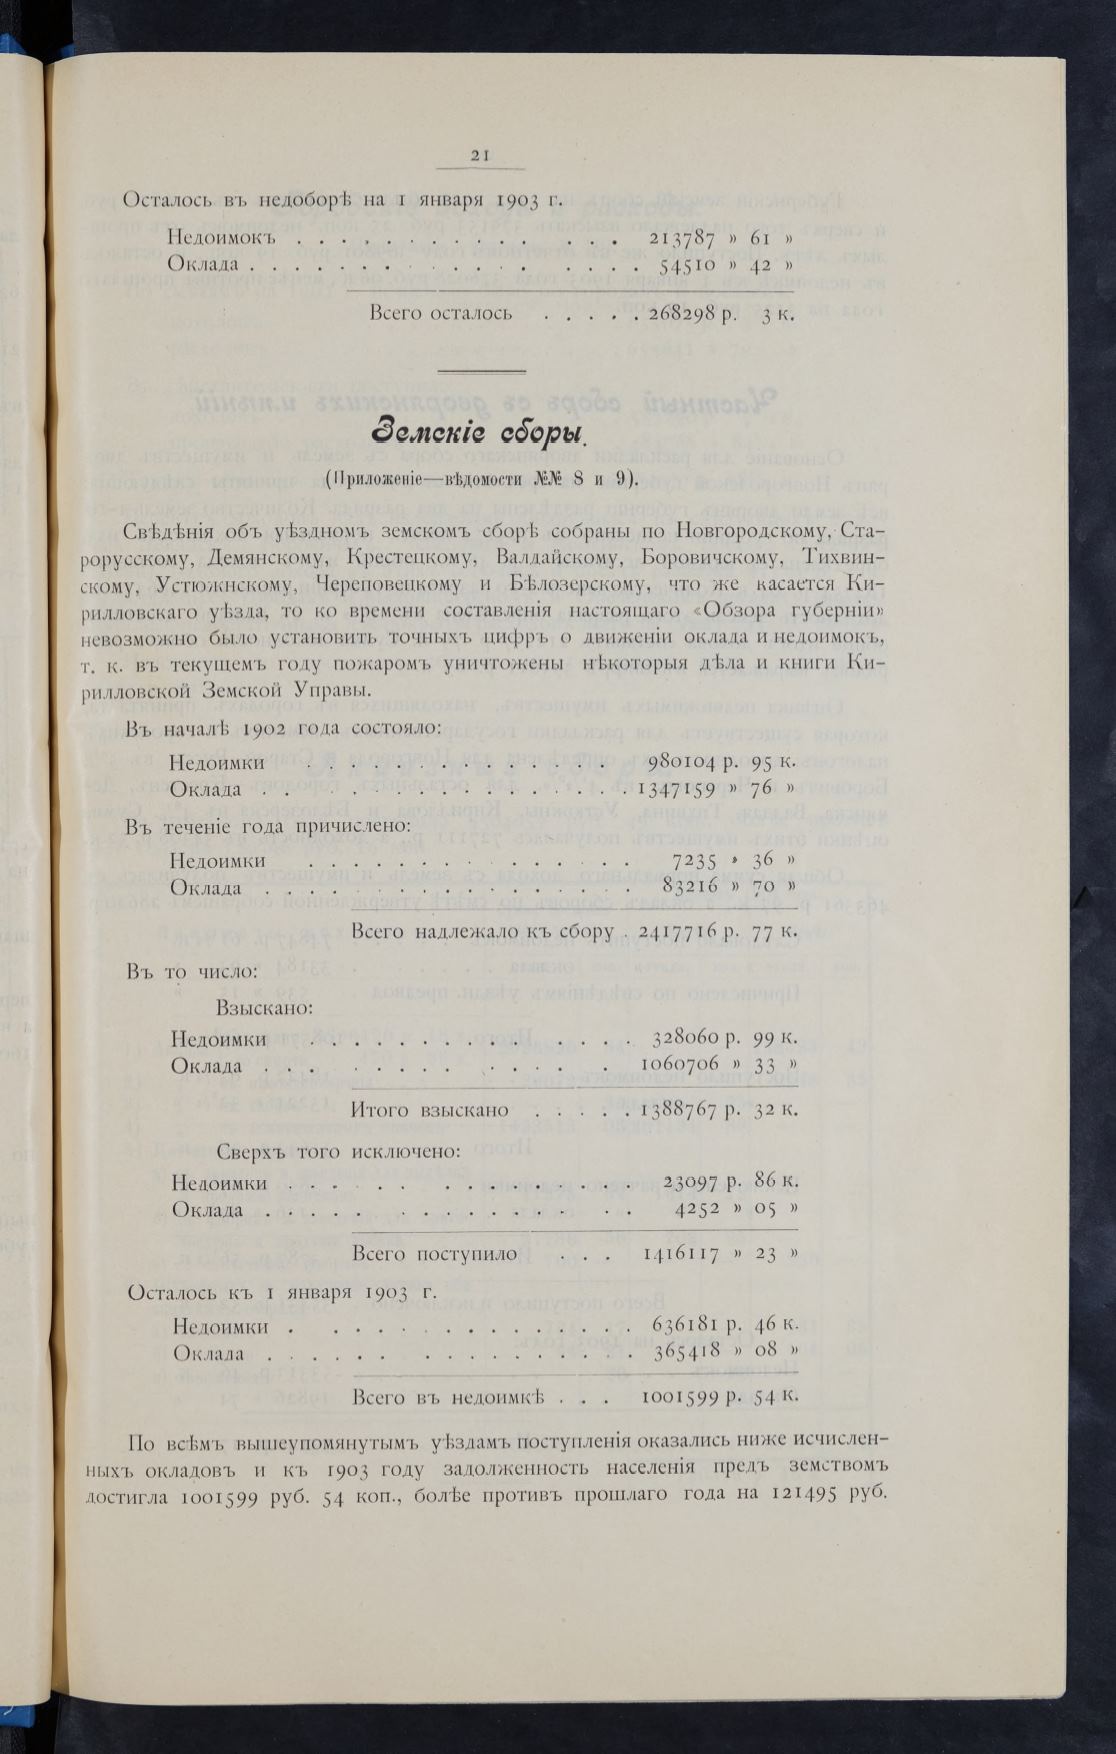 21
Осталось въ недоборѣ на 1 января 1903 г.
Недоимокъ . . . . . . . . . . . . . . 213787 » 61 »
Оклада . . . . . . . . . . . . . . . 54510 » 42 »
Всего осталось . . . . . 268298 р. 3 к.
Земскіе сборы.
(Приложеніе—вѣдомости №№ 8 и 9).
Свѣдѣнія объ уѣздномъ земскомъ сборѣ собраны по Новгородскому, Ста-
рорусскому, Демянскому, Крестецкому, Валдайскому, Боровичскому, Тихвин-
скому, Устюжнскому, Череповецкому и Бѣлозерскому, что же касается Ки-
рилловскаго уѣзда, то ко времени составленія настоящаго «Обзора губерніи»
невозможно было установить точныхъ цифръ о движеніи оклада и недоимокъ,
т. к. въ текущемъ году пожаромъ уничтожены нѣкоторыя дѣла и книги Ки-
рилловской Земской Управы.
Въ началѣ 1902 года состояло:
Недоимки . . . . . . . . . . . . . . 980104 р. 95 к.
Оклада . . . . . . . . . . . . . . . . 1347159 » 76 »
Въ теченіе года причислено:
Недоимки . . . . . . . . . . . . . . 7235 » 36 »
Оклада . . . . . . . . . . . . . . . . 83216 » 70 »
Всего надлежало къ сбору . 2417716 р. 77 к.
Въ то число:
Взыскано:
Недоимки . . . . . . . . . . . . . . 328060 р. 99 к.
Оклада . . . . . . . . . . . . . . 1060706 » 33 »
Итого взыскано . . . . . 1388767 р. 32 к.
Сверхъ того исключено:
Недоимки . . . . . . . . . . . . . . 23097 р. 86 к.
Оклада . . . . . . . . . . . . . . 4252 » 05 »
Всего поступило . . . 1416117 » 23 »
Осталось къ 1 января 1903 г.
Недоимки . . . . . . . . . . . . . . 636181 р. 46 к.
Оклада . . . . . . . . . . . . . . 365418 » 08 »
Всего въ недоимкѣ . . . 1001599 р. 54 к.
По всѣмъ вышеупомянутымъ уѣздамъ поступленія оказались ниже исчислен-
ныхъ окладовъ и къ 1903 году задолженность населенія предъ земствомъ
достигла 1001599 руб. 54 коп., болѣе противъ прошлаго года на 121495 руб.